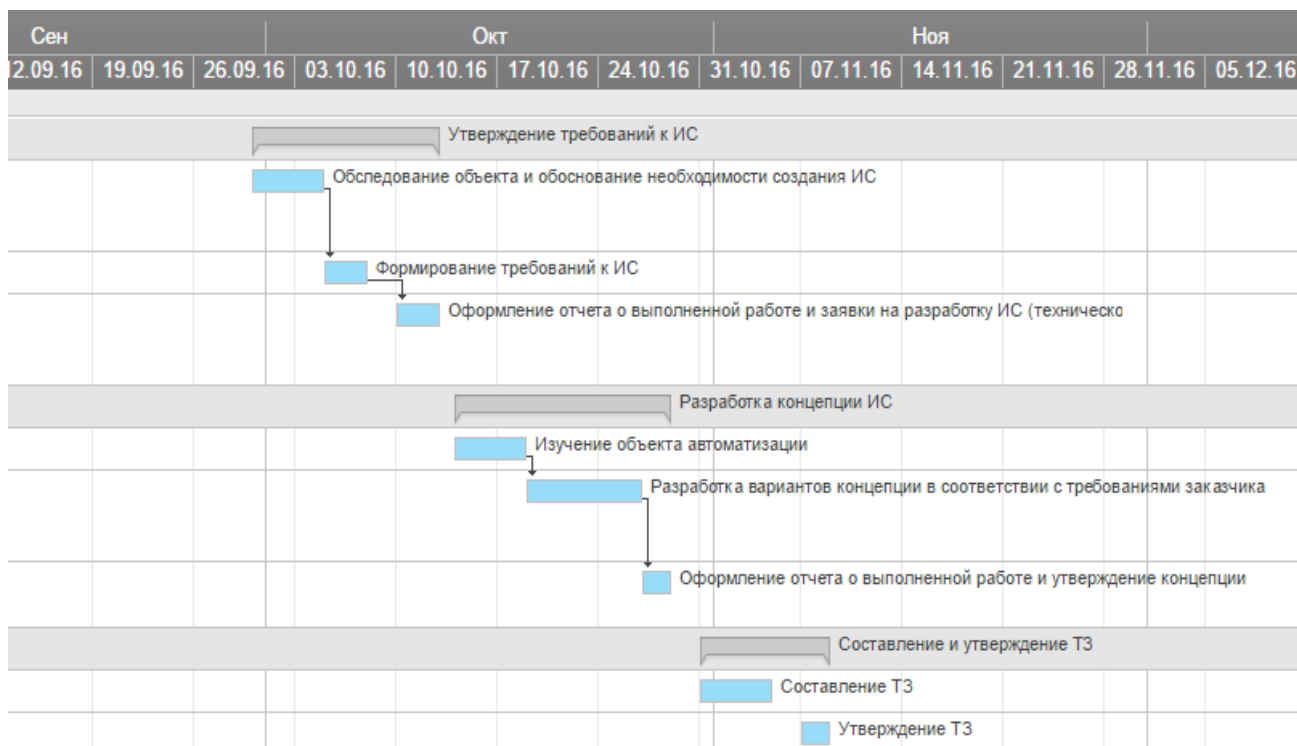 Сен Окт Ноя
12.09.16 19.09.16 26.09.16 03.10.16 10.10.16 17.10.16 24.10.16 31.10.16 07.11.16 14.11.16 21.11.16 28.11.16 05.12.16
Утверждение требований к ИС
Обследование объекта и обоснование необходимости создания ИС
Формирование требований к ИС
Оформление отчета о выполненной работе и заявки на разработку ИС (техническо
Разработка концепции ИС
Изучение объекта автоматизации
Разработка вариантов концепции в соответствии с требованиями заказчика
Оформление отчета о выполненной работе и утверждение концепции
Составление и утверждение ТЗ
Составление ТЗ
Утверждение ТЗ